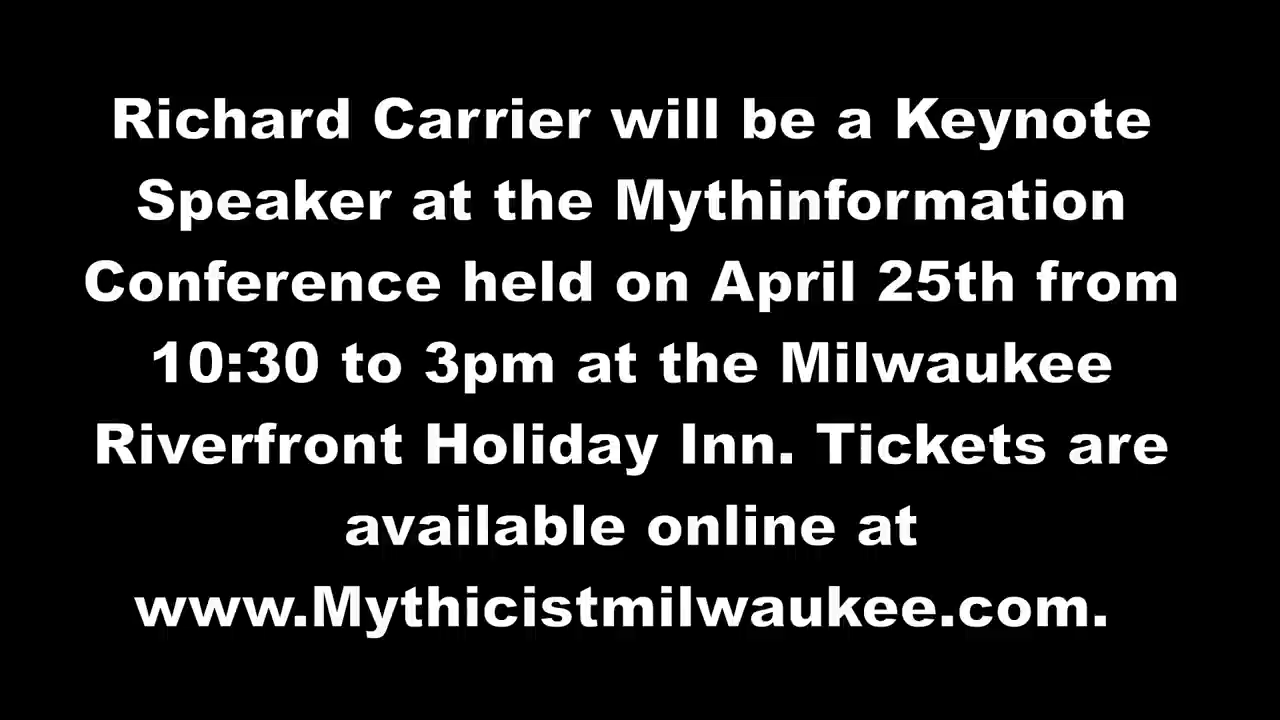 Richard Carrier will be a Keynote
Speaker at the Mythinformation
Conference held on April 25th from
10:30 to 3pm at the Milwaukee
Riverfront Holiday Inn. Tickets are
available online at
www.Mythicistmilwaukee.com.